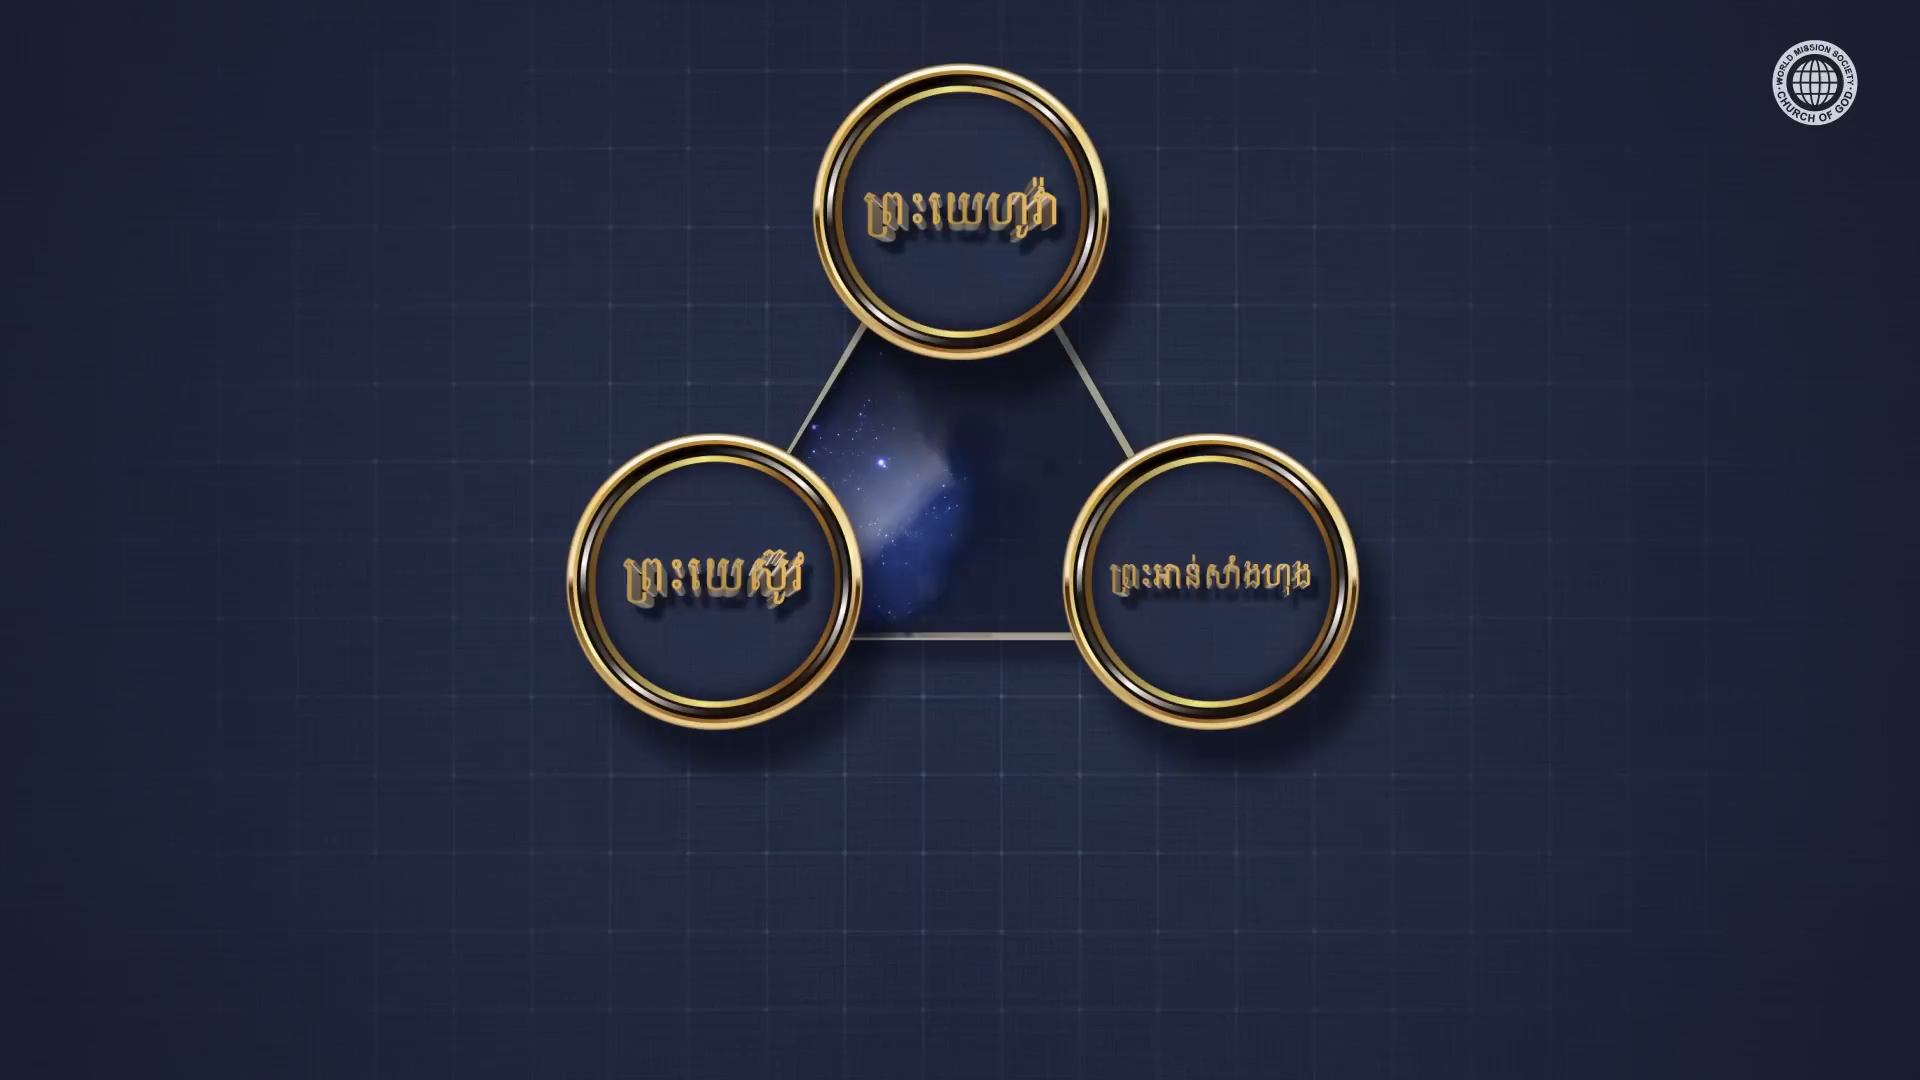 WORLD MISSION SOCIETY
CHURCH OF GOD
ព្រះយេហូវ៉ា
ព្រះយេស៊ូវ
ព្រះអាន់សាំងហុង